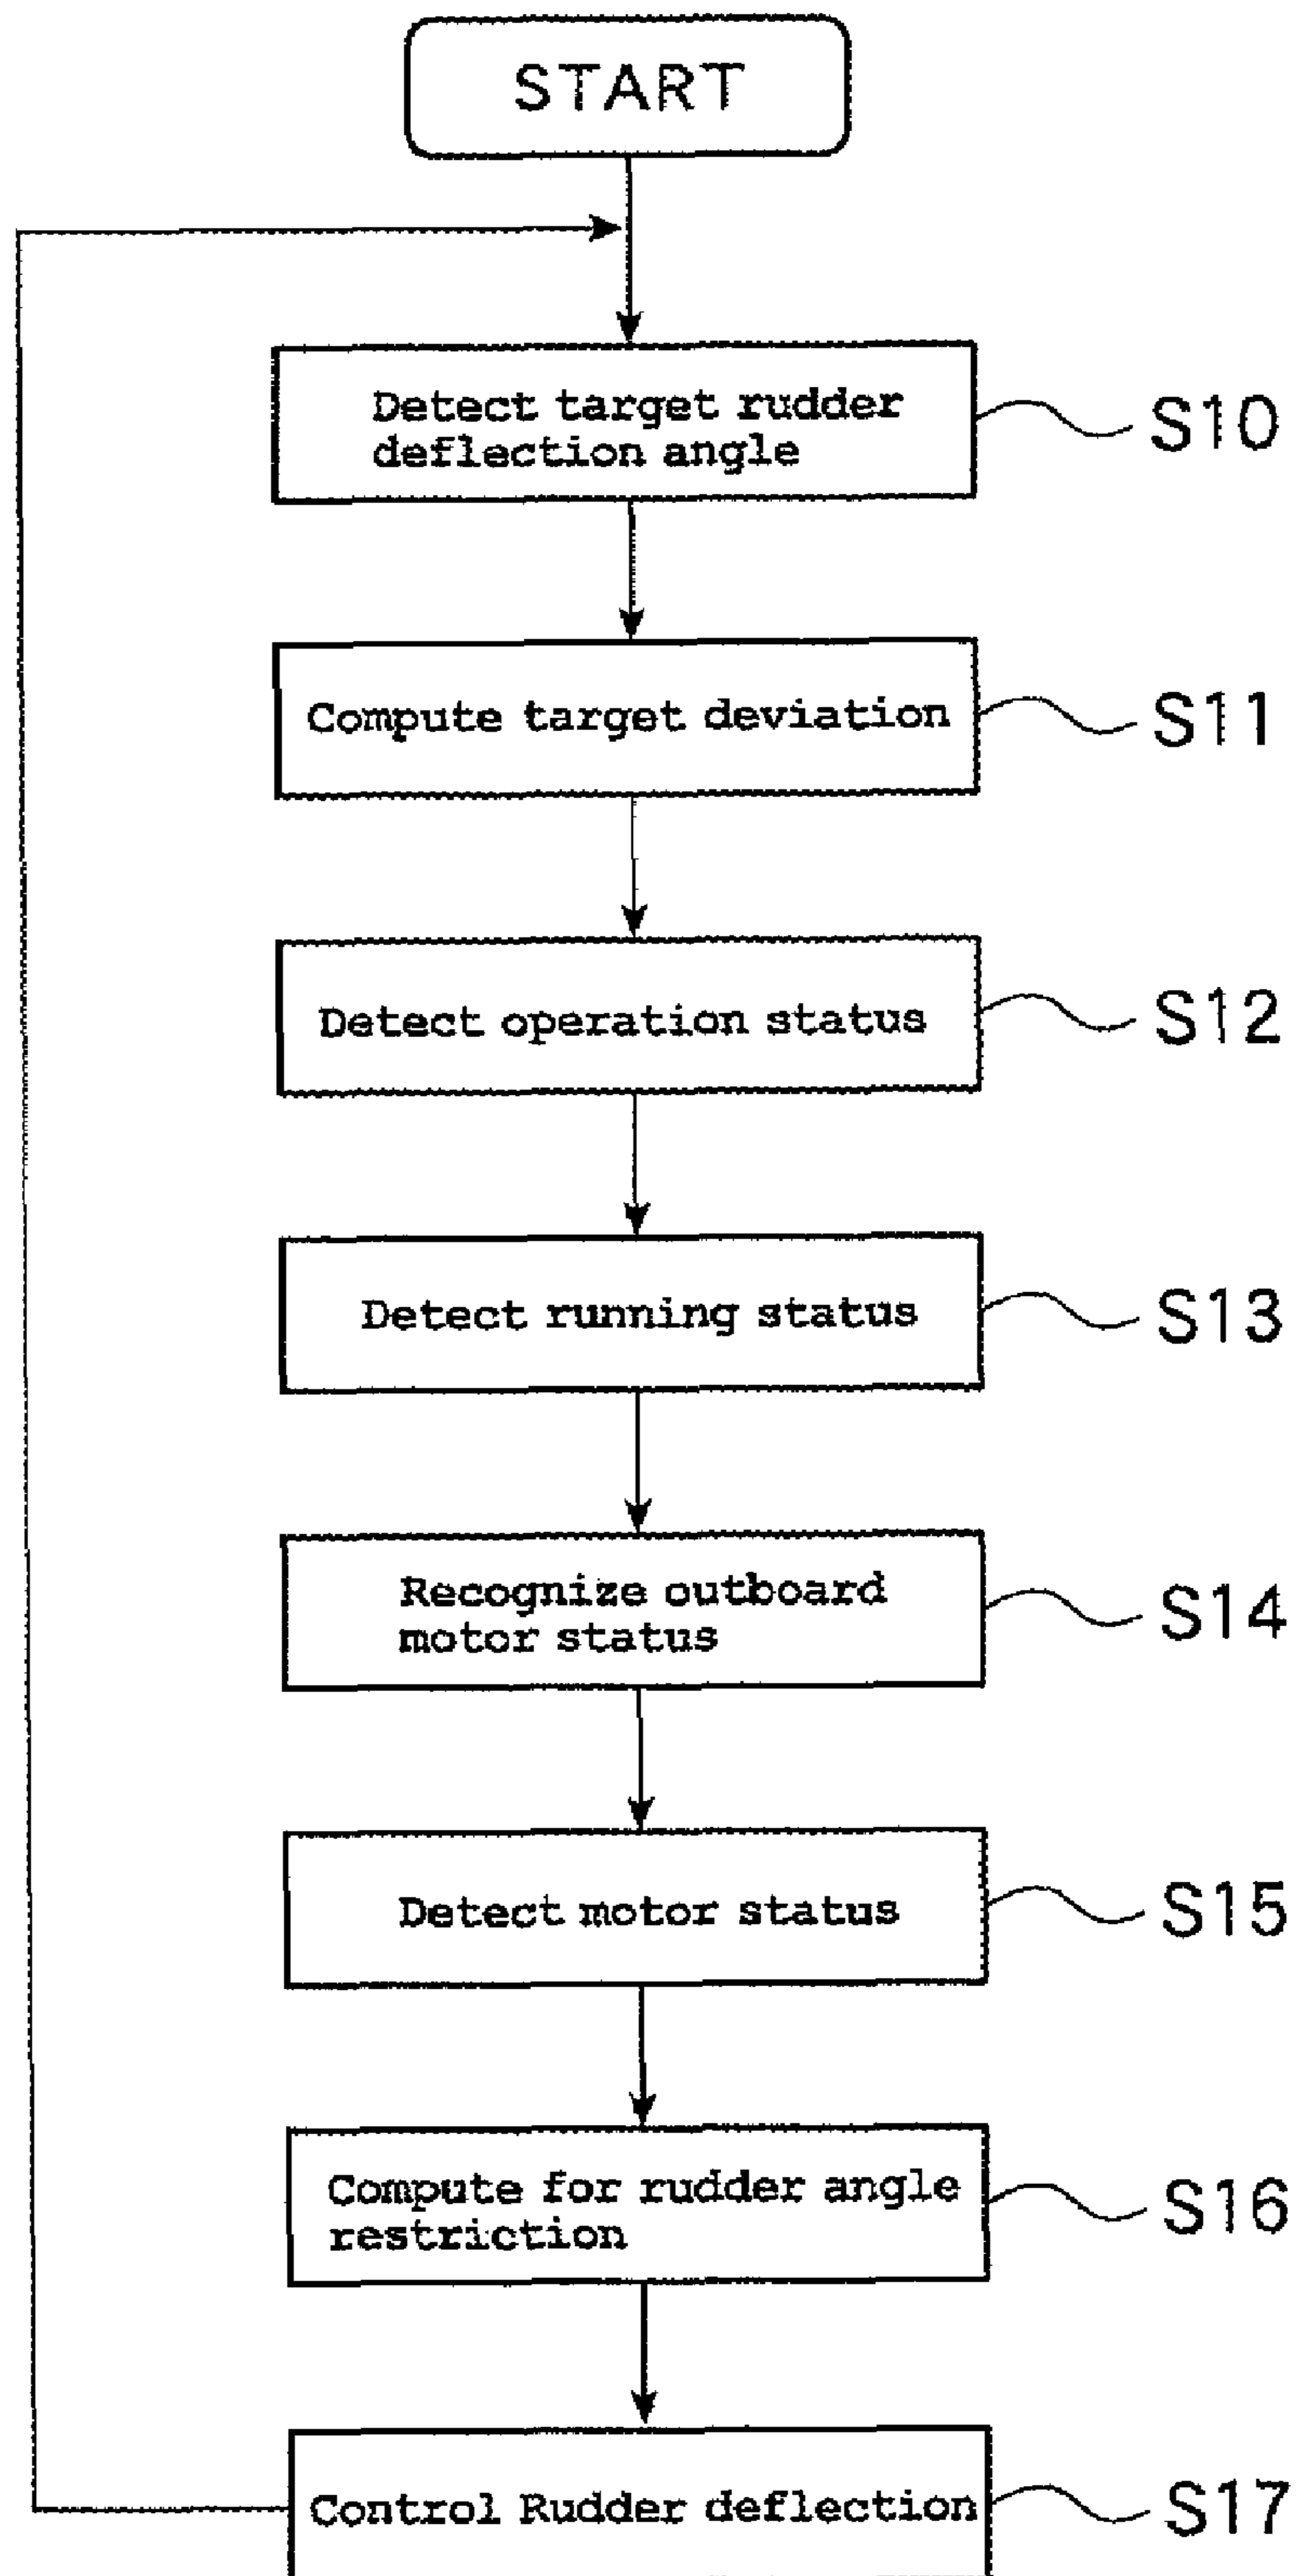 START
Detect target rudder
deflection angle
S10
Compute target deviation
S11
Detect operation status
S12
Detect running status
S13
Recognize outboard
motor status
S14
Detect motor status
S15
Compute for rudder angle
restriction
S16
Control Rudder deflection
S17